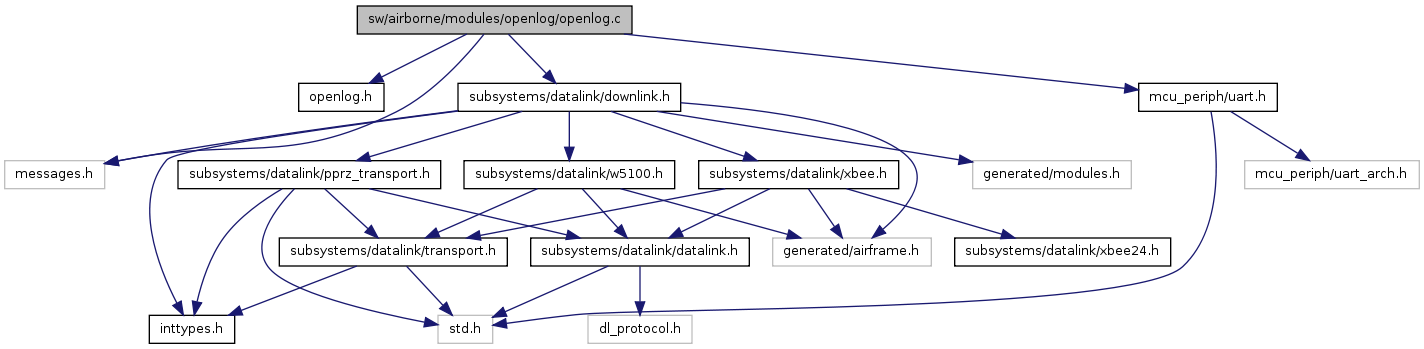 sw/airborne/modules/openlog/openlog.c
openlog.h
subsystems/datalink/downlink.h
mcu_periph/uart.h
messages.h
subsystems/datalink/pprz_transport.h
subsystems/datalink/w5100.h
subsystems/datalink/xbee.h
generated/modules.h
mcu_periph/uart_arch.h
subsystems/datalink/transport.h
subsystems/datalink/datalink.h
generated/airframe.h
subsystems/datalink/xbee24.h
inttypes.h
std.h
dl_protocol.h